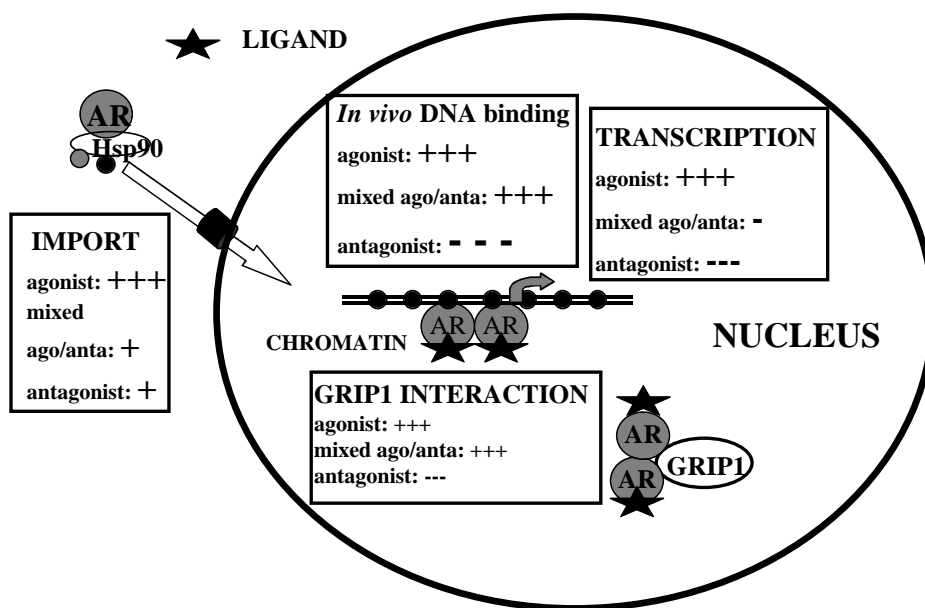 LIGAND
AR
Hsp90
IMPORT
agonist: +++
mixed
ago/anta: +
antagonist: +
In vivo DNA binding
agonist: +++
mixed ago/anta: +++
antagonist: - - -
TRANSCRIPTION
agonist: +++
mixed ago/anta: -
antagonist: ---
AR AR
CHROMATIN
NUCLEUS
GRIP1 INTERACTION
agonist: +++
mixed ago/anta: +++
antagonist: ---
AR
GRIP1
AR